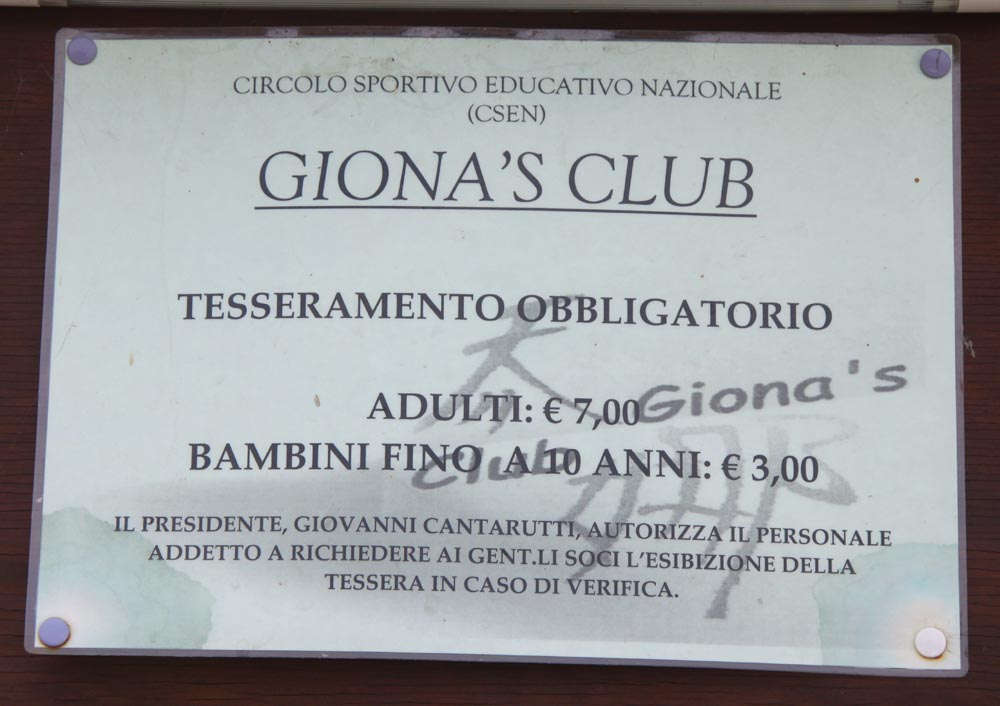 CIRCOLO SPORTIVO EDUCATIVO NAZIONALE
(CSEN)
GIONA'S CLUB
TESSERAMENTO OBBLIGATORIO
ADULTI: € 7,00
Giona's
BAMBINI FINO A 10 ANNI: € 3,00
Club
IL PRESIDENTE, GIOVANNI CANTARUTTI, AUTORIZZA IL PERSONALE
ADDETTO A RICHIEDERE AI GENT.LI SOCI L'ESIBIZIONE DELLA
TESSERA IN CASO DI VERIFICA.